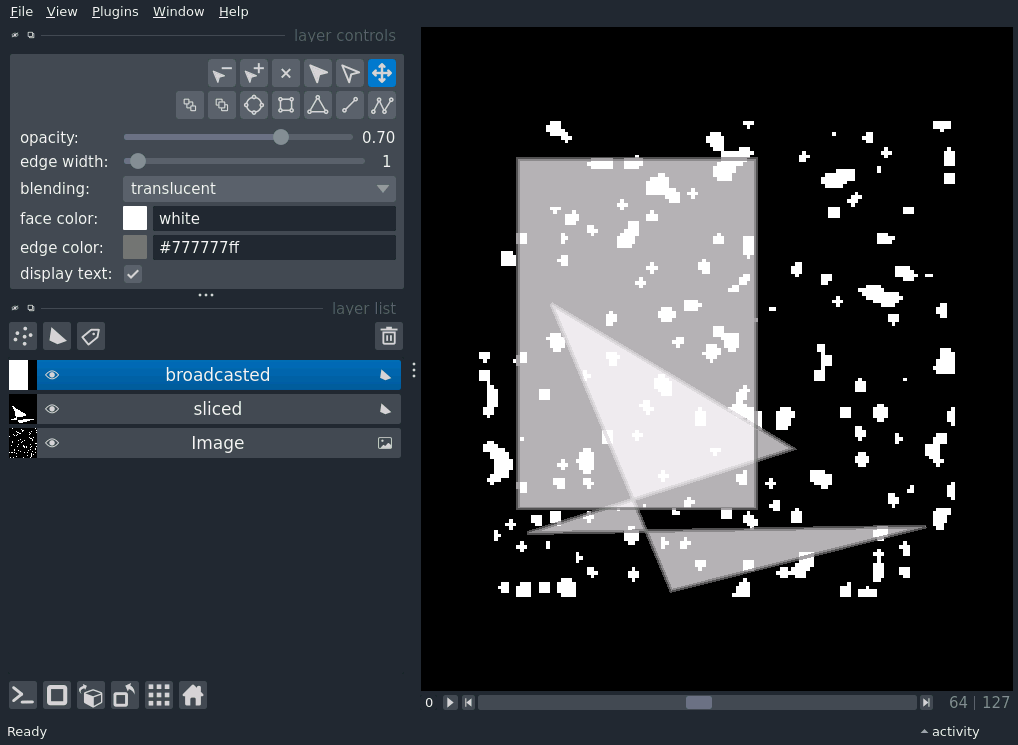 File View Plugins Window Help
layer controls
opacity: 0.70
edge width: 1
blending: translucent
face color: white
edge color: #777777ff
display text:
layer list
broadcasted
sliced
Image
0 64 | 127
Ready activity